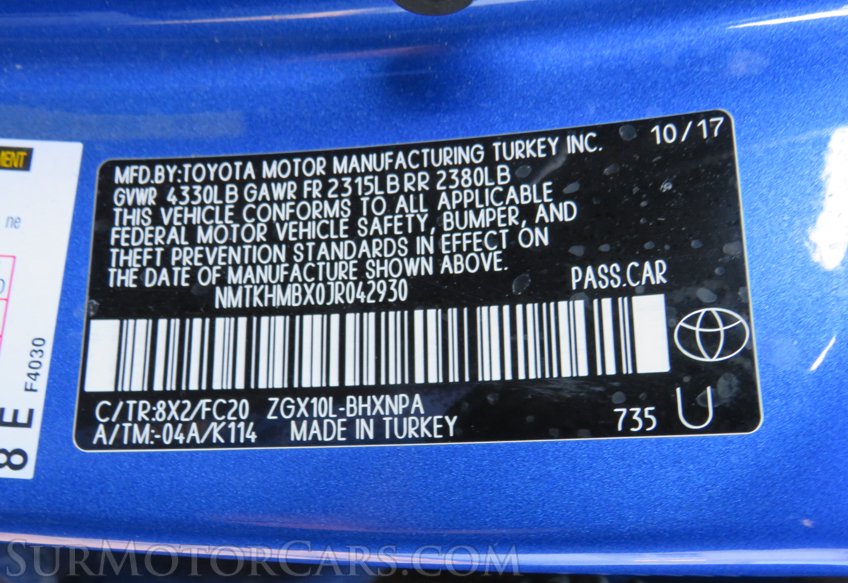 MENT
ne
8 E
F4030
10/17
MFD.BY:TOYOTA MOTOR MANUFACTURING TURKEY INC.
GVWR 4330LB GAWR FR 2315LB RR 2380LB
THIS VEHICLE CONFORMS TO ALL APPLICABLE
FEDERAL MOTOR VEHICLE SAFETY, BUMPER, AND
THEFT PREVENTION STANDARDS IN EFFECT ON
THE DATE OF MANUFACTURE SHOWN ABOVE.
NMTKHMBX0JR042930 PASS.CAR
C/TR:8X2/FC20 ZGX10L-BHXNPA
A/TM:-04A/K114 MADE IN TURKEY 735 U
SurMotorCars.com